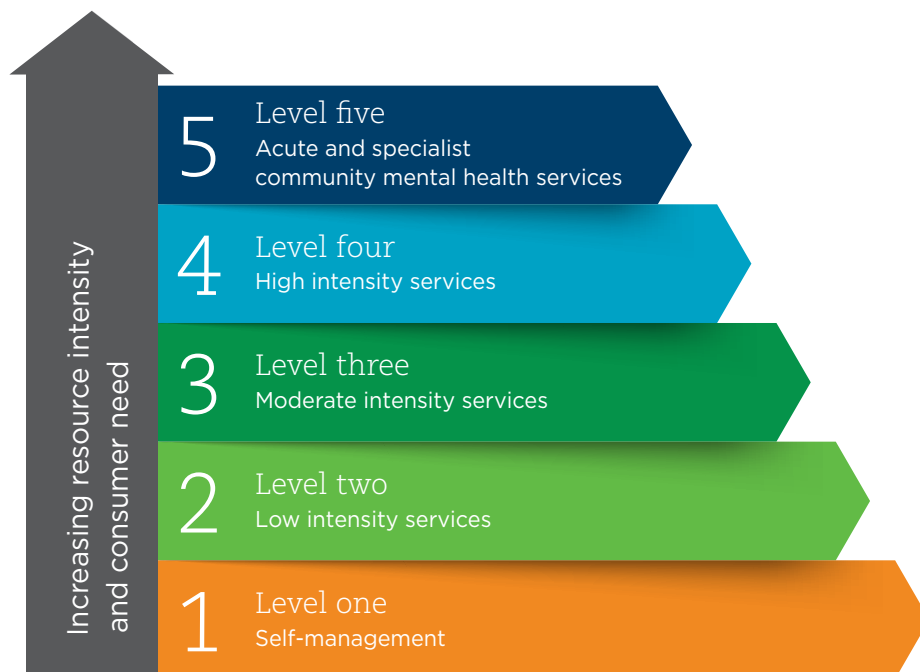 Increasing resource intensity
and consumer need
5
Level five
Acute and specialist
community mental health services
4
Level four
High intensity services
3
Level three
Moderate intensity services
2
Level two
Low intensity services
1
Level one
Self-management